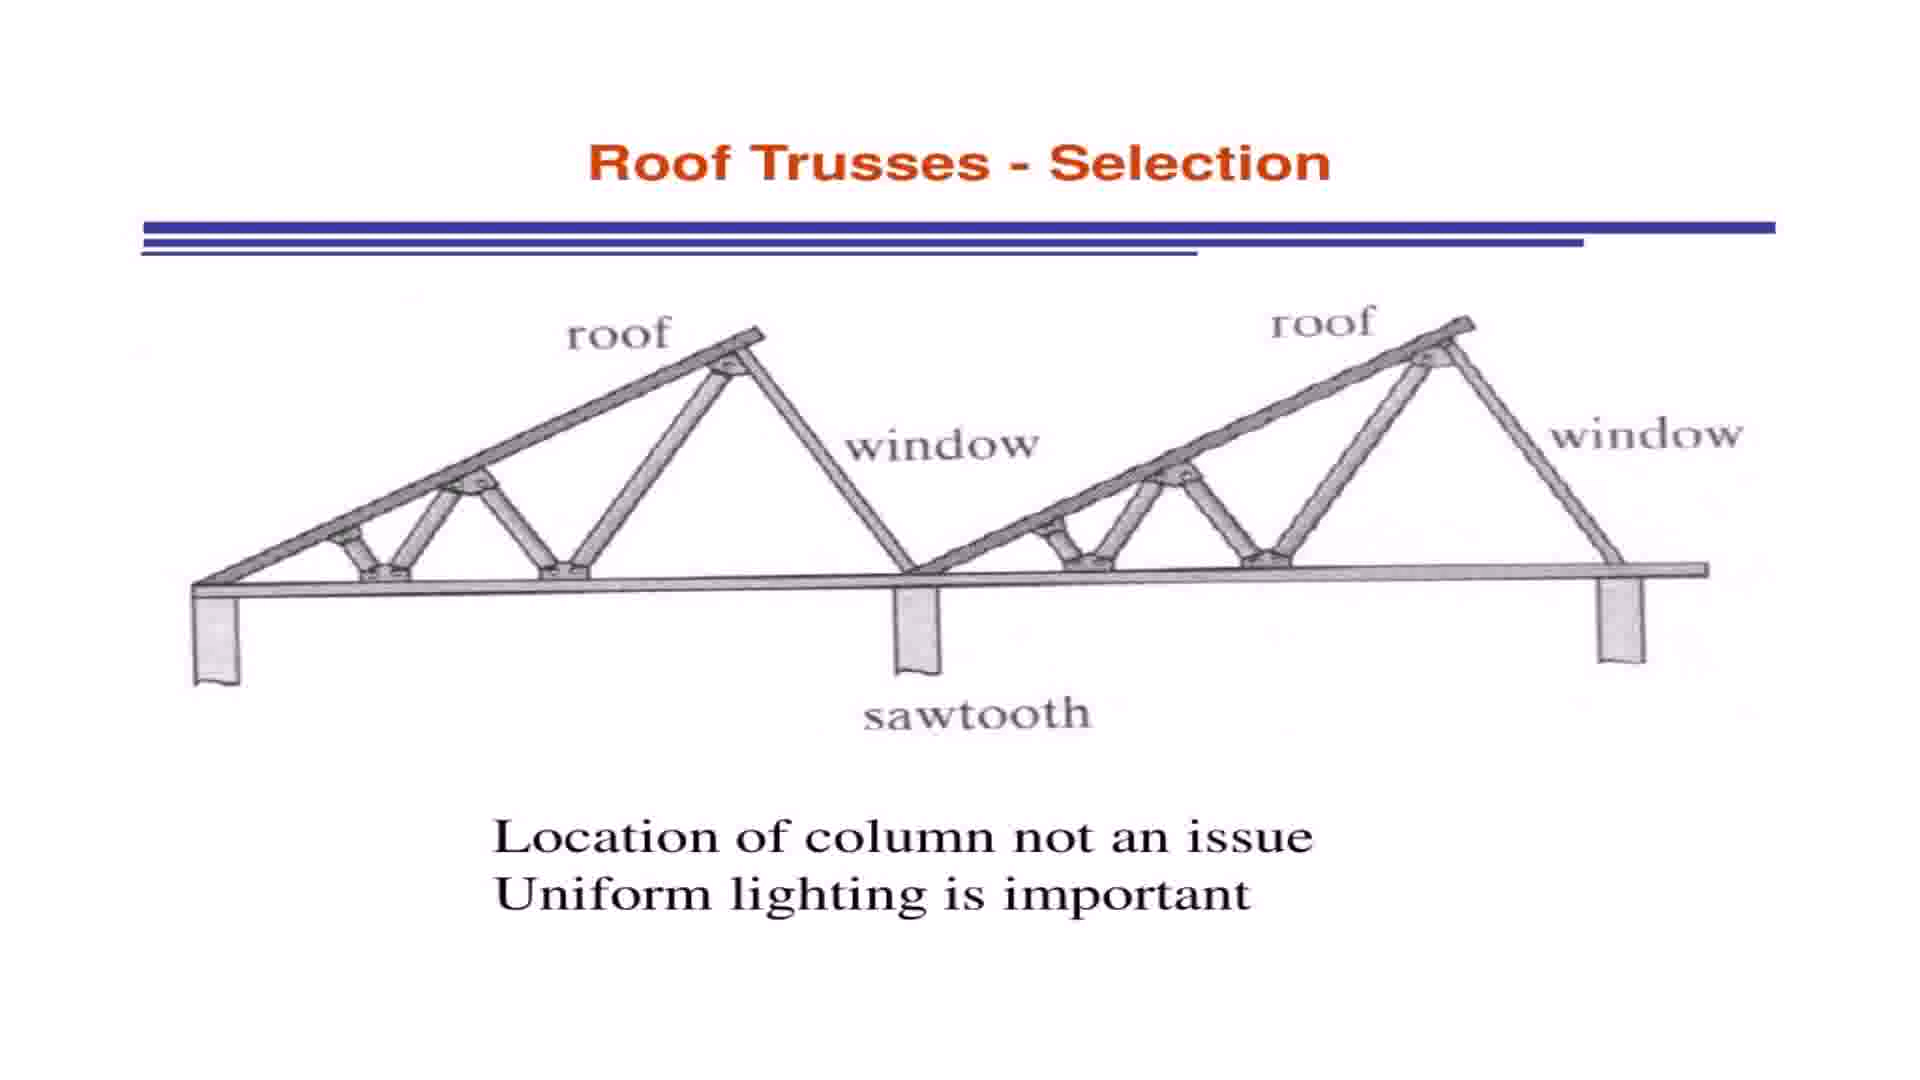 Roof Trusses - Selection
roof
roof
window
window
sawtooth
Location of column not an issue
Uniform lighting is important